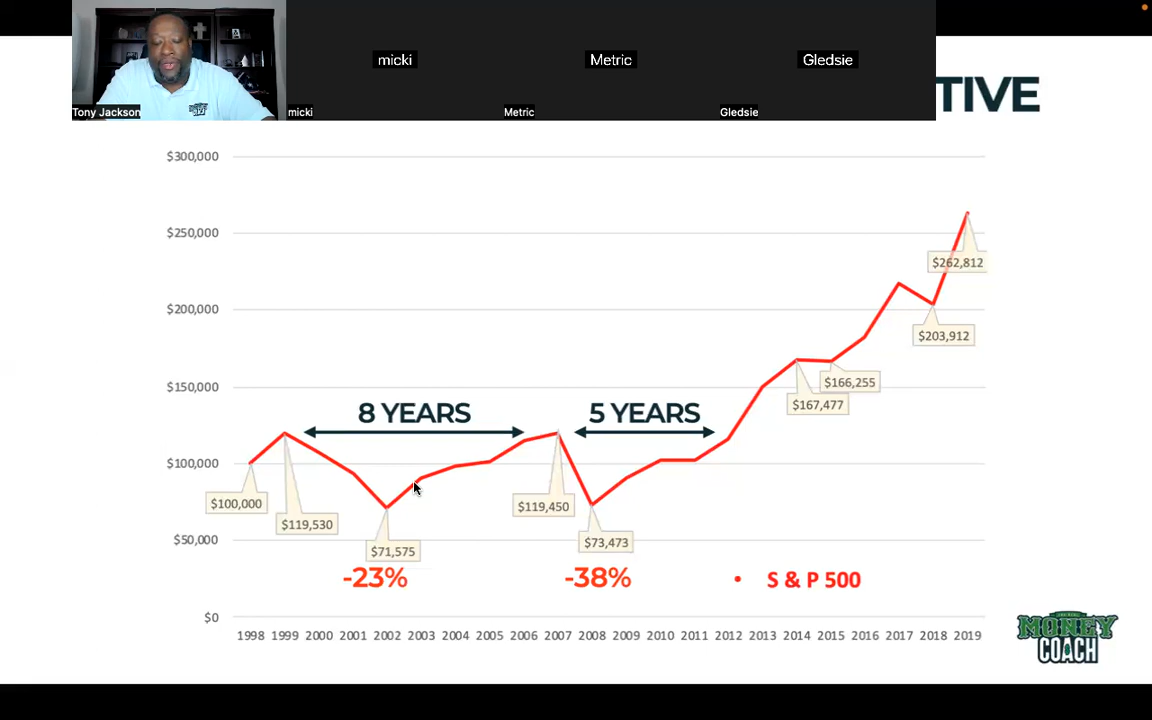 micki
Metric
Gledsie
Tony Jackson
micki
Metric
Gledsie
TIVE
$300,000
$250,000
$200,000
$150,000
$100,000
$50,000
$0
8 YEARS
5 YEARS
$100,000
$119,530
$71,575
$119,450
$73,473
$167,477
$166,255
$203,912
$262,812
-23%
-38%
• S & P 500
1998 1999 2000 2001 2002 2003 2004 2005 2006 2007 2008 2009 2010 2011 2012 2013 2014 2015 2016 2017 2018 2019
MONEY
COACH